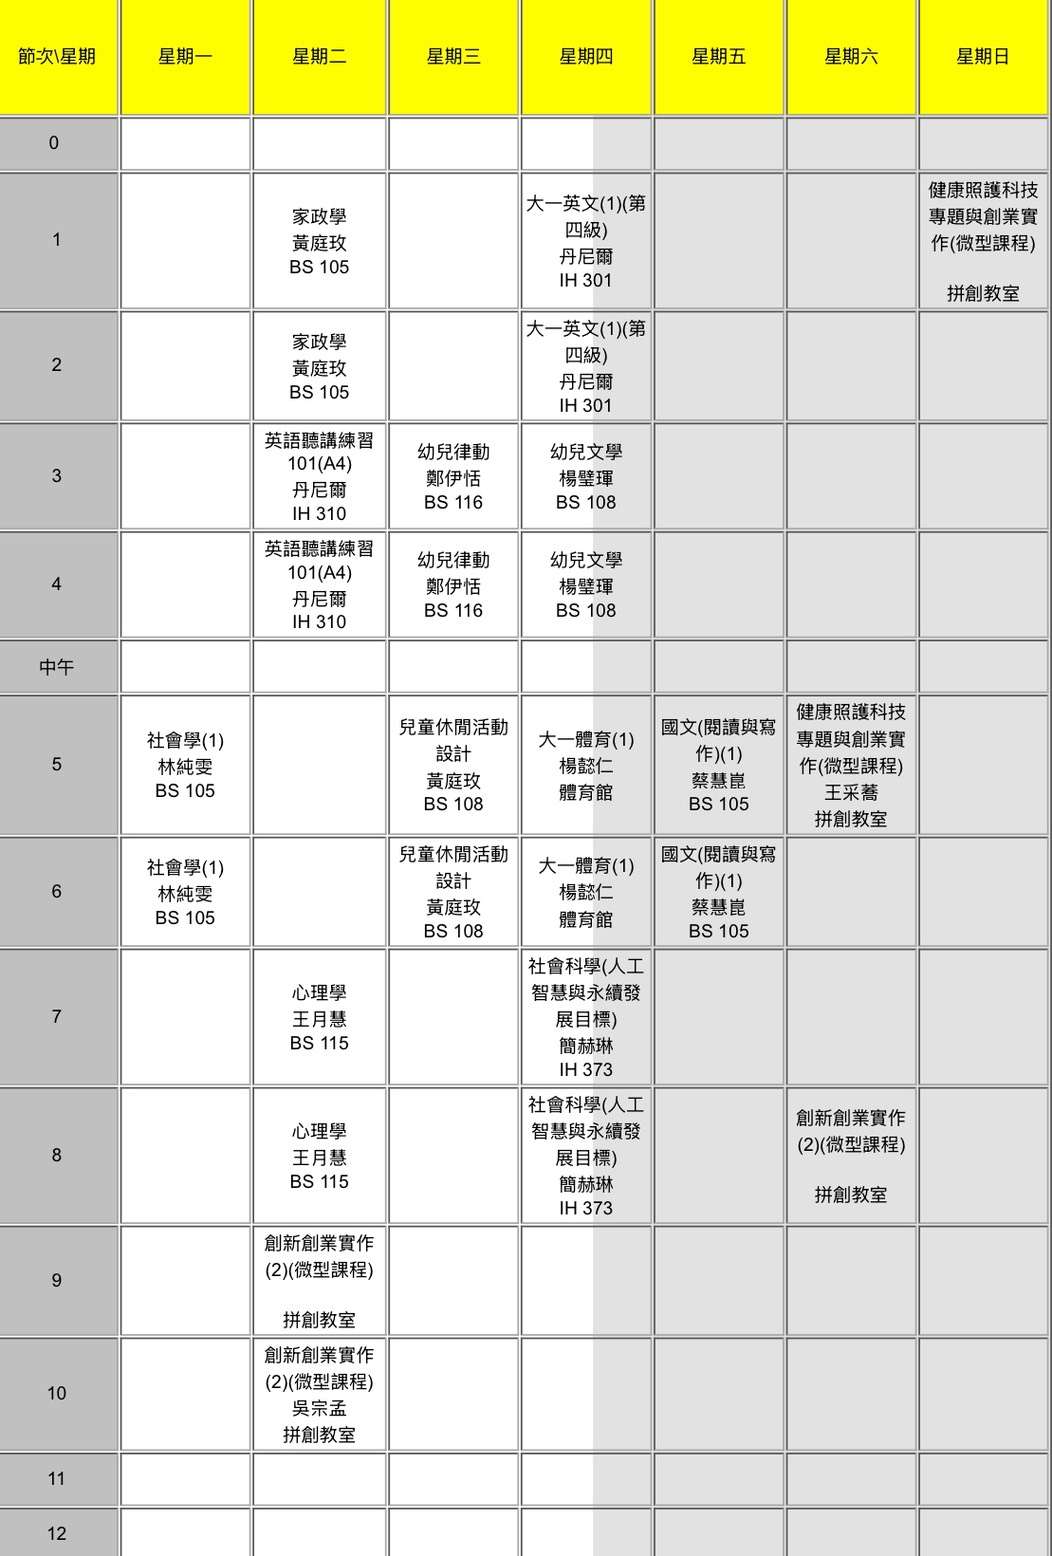 節次\星期 星期一 星期二 星期三 星期四 星期五 星期六 星期日
0
1
家政學
黃庭玫
BS 105
大一英文(1)(第
四級)
丹尼爾
IH 301
健康照護科技
專題與創業實
作(微型課程)
拼創教室
2
家政學
黃庭玫
BS 105
大一英文(1)(第
四級)
丹尼爾
IH 301
3
英語聽講練習
101(A4)
丹尼爾
IH 310
幼兒律動
鄭伊恬
BS 116
幼兒文學
楊璧琿
BS 108
4
英語聽講練習
101(A4)
丹尼爾
IH 310
幼兒律動
鄭伊恬
BS 116
幼兒文學
楊璧琿
BS 108
中午
5
社會學(1)
林純雯
BS 105
兒童休閒活動
設計
黃庭玫
BS 108
大一體育(1)
楊懿仁
體育館
國文(閱讀與寫
作)(1)
蔡慧崑
BS 105
健康照護科技
專題與創業實
作(微型課程)
王采蕎
拼創教室
6
社會學(1)
林純雯
BS 105
兒童休閒活動
設計
黃庭玫
BS 108
大一體育(1)
楊懿仁
體育館
國文(閱讀與寫
作)(1)
蔡慧崑
BS 105
7
心理學
王月慧
BS 115
社會科學(人工
智慧與永續發
展目標)
簡赫琳
IH 373
8
心理學
王月慧
BS 115
社會科學(人工
智慧與永續發
展目標)
簡赫琳
IH 373
創新創業實作
(2)(微型課程)
拼創教室
9
創新創業實作
(2)(微型課程)
拼創教室
10
創新創業實作
(2)(微型課程)
吳宗孟
拼創教室
11
12